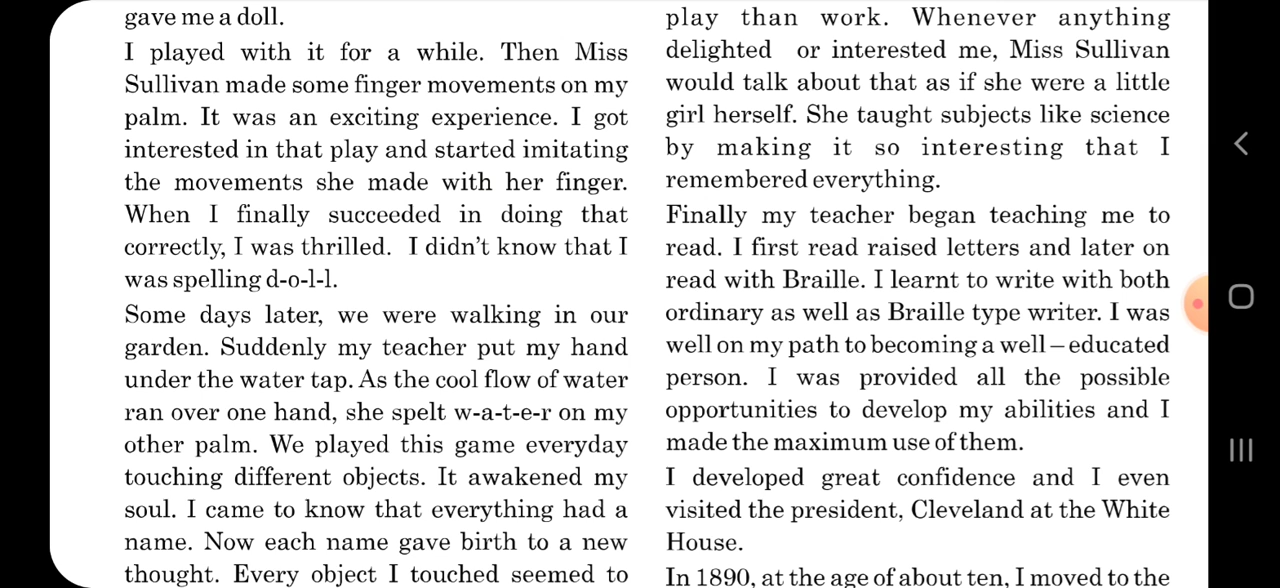 gave me a doll.
I played with it for a while. Then Miss
Sullivan made some finger movements on my
palm. It was an exciting experience. I got
interested in that play and started imitating
the movements she made with her finger.
When I finally succeeded in doing that
correctly, I was thrilled. I didn't know that I
was spelling d-o-l-l.
Some days later, we were walking in our
garden. Suddenly my teacher put my hand
under the water tap. As the cool flow of water
ran over one hand, she spelt w-a-t-e-r on my
other palm. We played this game everyday
touching different objects. It awakened my
soul. I came to know that everything had a
name. Now each name gave birth to a new
thought. Every object I touched seemed to
play than work. Whenever anything
delighted or interested me, Miss Sullivan
would talk about that as if she were a little
girl herself. She taught subjects like science
by making it so interesting that I
remembered everything.
Finally my teacher began teaching me to
read. I first read raised letters and later on
read with Braille. I learnt to write with both
ordinary as well as Braille type writer. I was
well on my path to becoming a well – educated
person. I was provided all the possible
opportunities to develop my abilities and I
made the maximum use of them.
I developed great confidence and I even
visited the president, Cleveland at the White
House.
In 1890, at the age of about ten, I moved to the